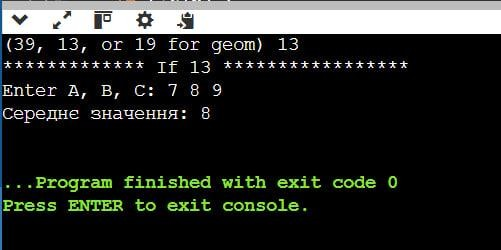 (39, 13, or 19 for geom) 13
************* If 13 *****************
Enter A, B, C: 7 8 9
Середнє значення: 8
...Program finished with exit code 0
Press ENTER to exit console.